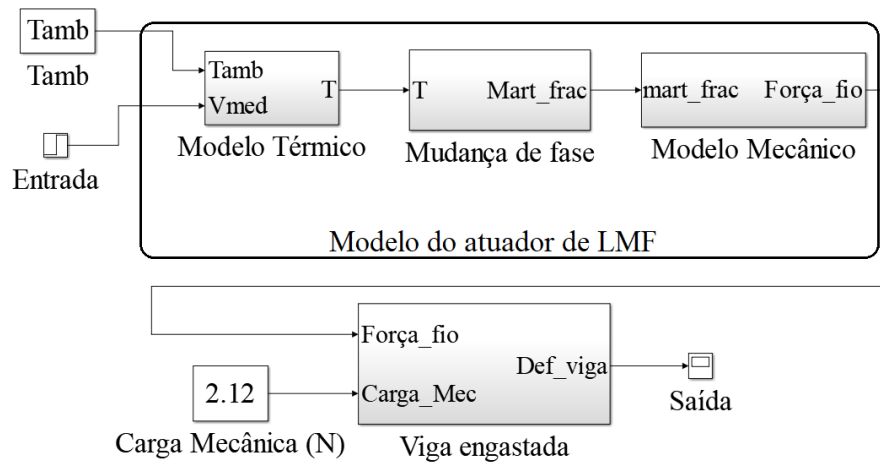 Tamb
Tamb
Entrada
Tamb
Vmed
T
Modelo Térmico
T
Mart_frac
Mudança de fase
mart_frac
Força_fio
Modelo Mecânico
Modelo do atuador de LMF
Força_fio
Carga_Mec
Def_viga
Viga engastada
2.12
Carga Mecânica (N)
Saída